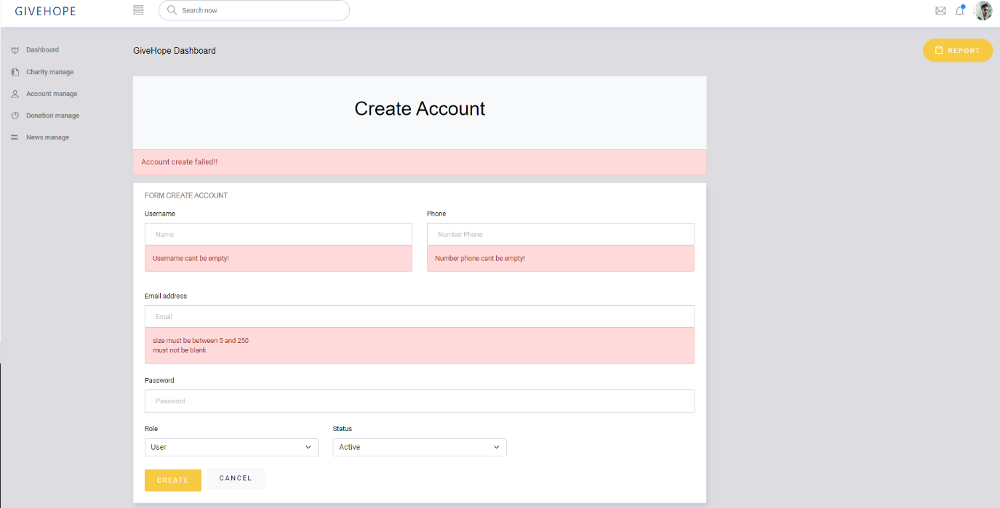 GIVEHOPE
Search now
Dashboard
Charity manage
Account manage
Donation manage
News manage
GiveHope Dashboard
REPORT
Create Account
Account create failed!!
FORM CREATE ACCOUNT
Username
Phone
Name
Number Phone
Username cant be empty!
Number phone cant be empty!
Email address
Email
size must be between 5 and 250
must not be blank
Password
Password
Role
Status
User
Active
CREATE
CANCEL